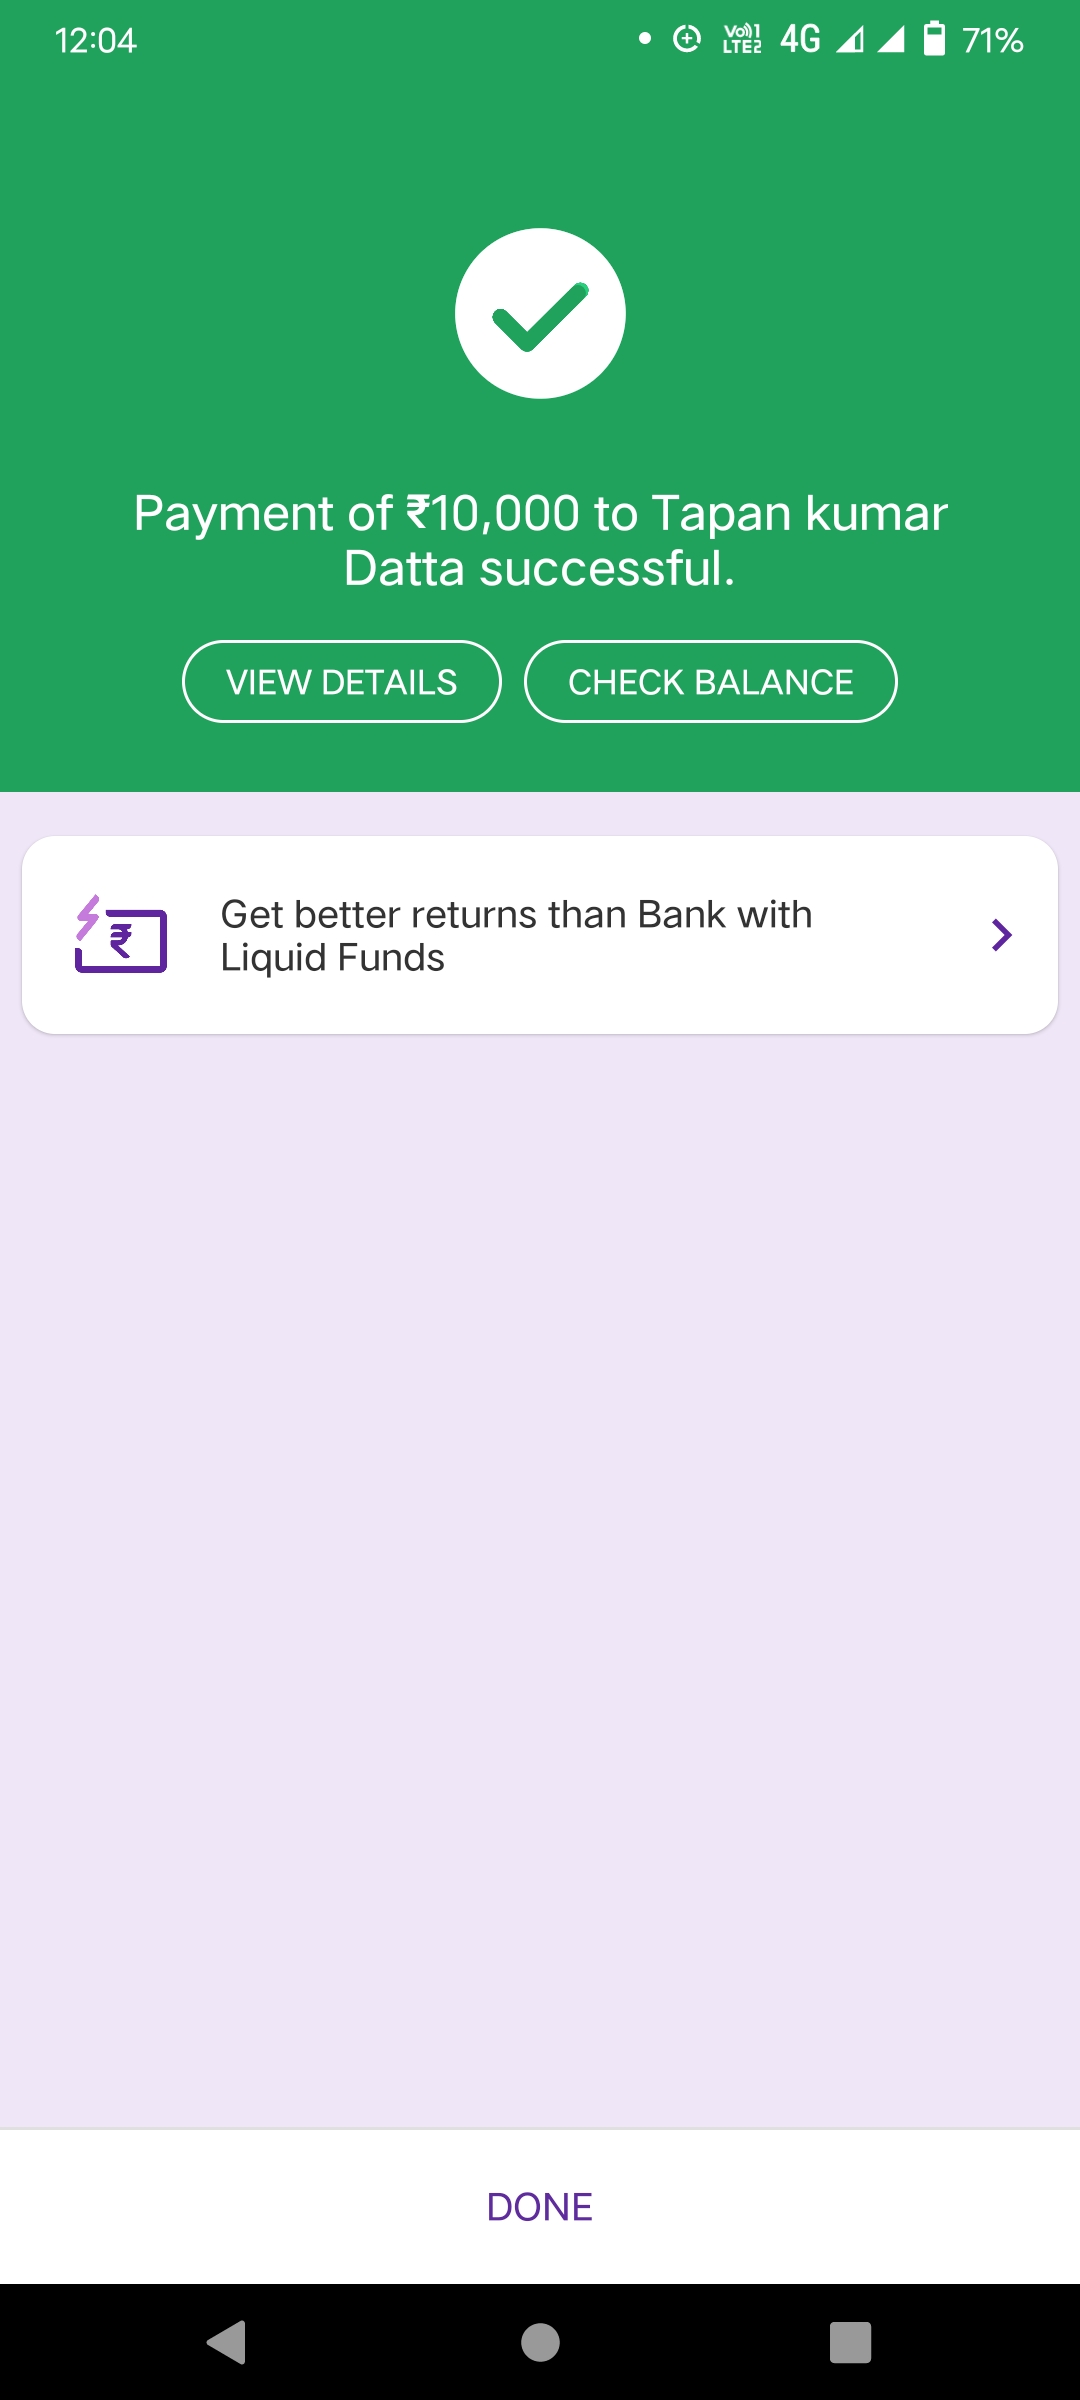 12:04
Vo 1 LTE2 4G 71%
Payment of ₹10,000 to Tapan kumar
Datta successful.
VIEW DETAILS CHECK BALANCE
₹
Get better returns than Bank with
Liquid Funds
DONE